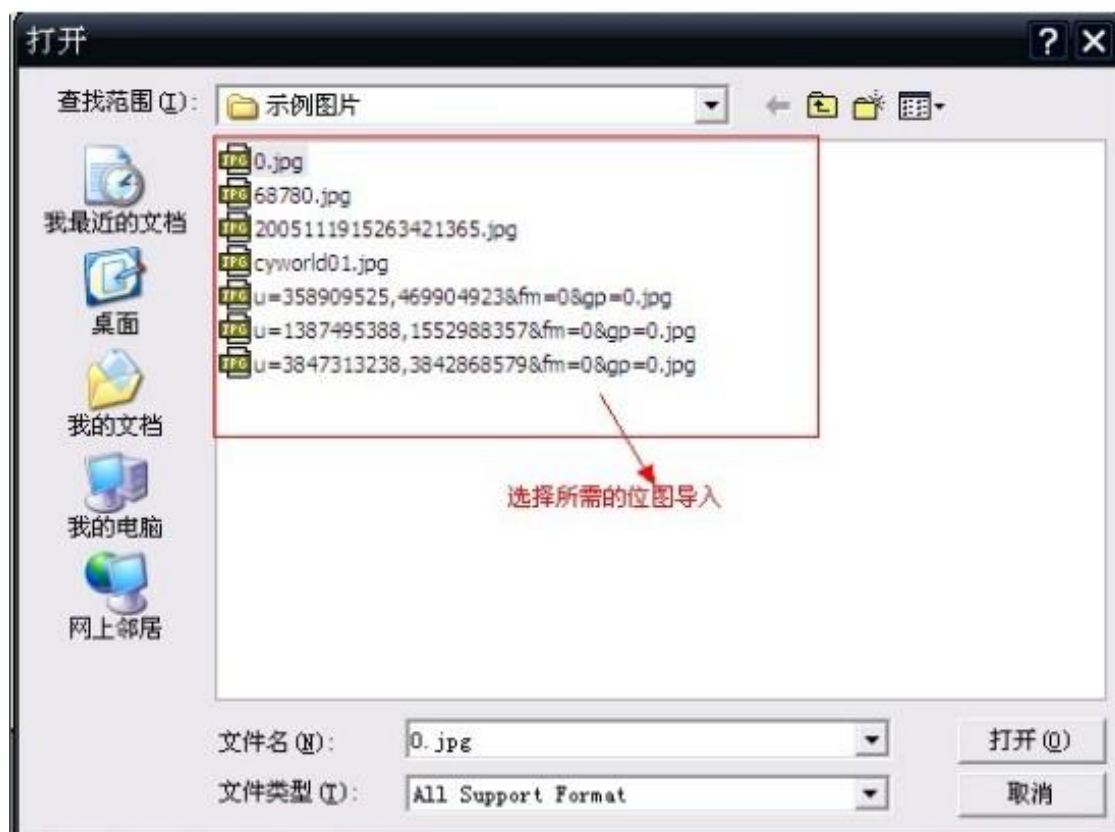 打开
查找范围(I):
示例图片
0.jpg
68780.jpg
2005111915263421365.jpg
cyworld01.jpg
u=358909525,469904923&fm=0&gp=0.jpg
u=1387495388,1552988357&fm=0&gp=0.jpg
u=3847313238,3842868579&fm=0&gp=0.jpg
我最近的文档
桌面
我的文档
我的电脑
网上邻居
选择所需的位图导入
文件名(N):
0.jpg
打开(O)
文件类型(T):
All Support Format
取消